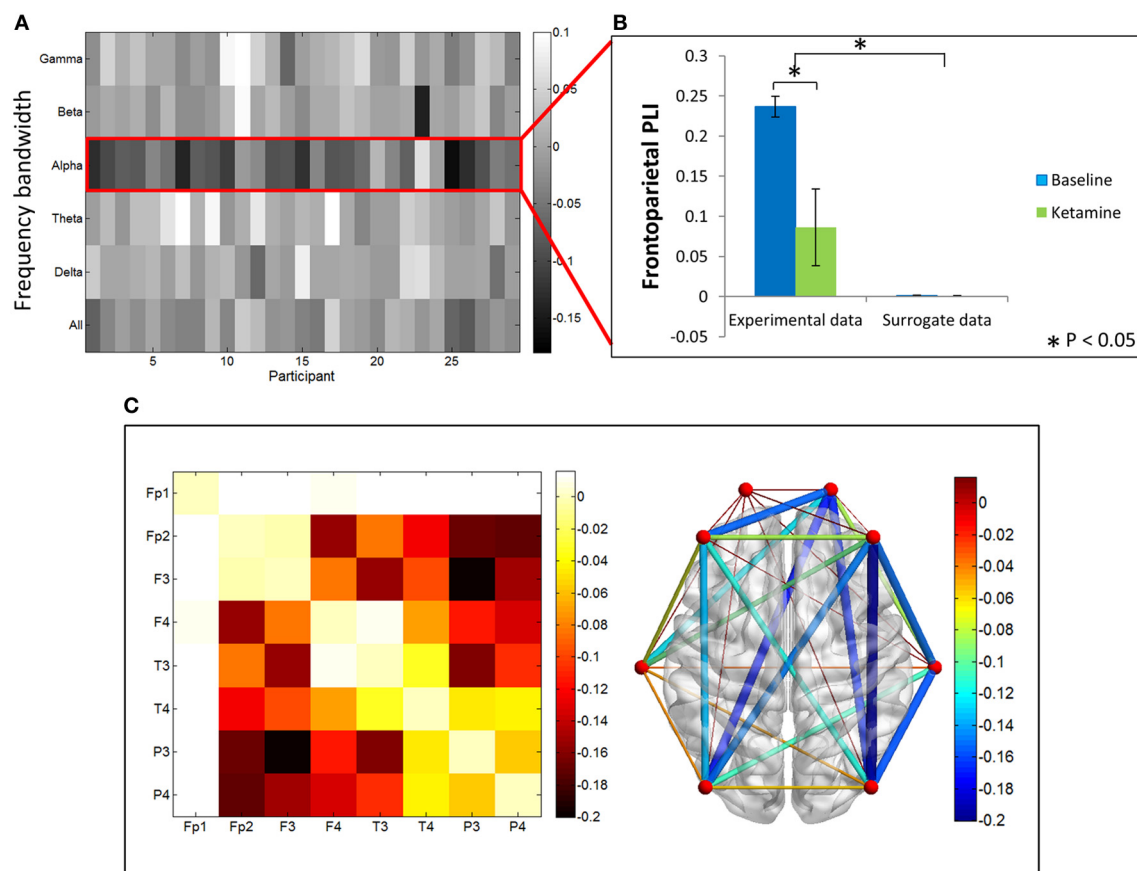 A
Frequency bandwidth
Gamma
Beta
Alpha
Theta
Delta
All
5 10 15 20 25
Participant
0.1
0.05
0
-0.05
-0.1
-0.15
B
Frontoparietal PLI
0.3
0.25
0.2
0.15
0.1
0.05
0
-0.05
*
*
Experimental data Surrogate data
Baseline
Ketamine
* P < 0.05
C
Fp1
Fp2
F3
F4
T3
T4
P3
P4
Fp1 Fp2 F3 F4 T3 T4 P3 P4
0
-0.02
-0.04
-0.06
-0.08
-0.1
-0.12
-0.14
-0.16
-0.18
-0.2
0
-0.02
-0.04
-0.06
-0.08
-0.1
-0.12
-0.14
-0.16
-0.18
-0.2